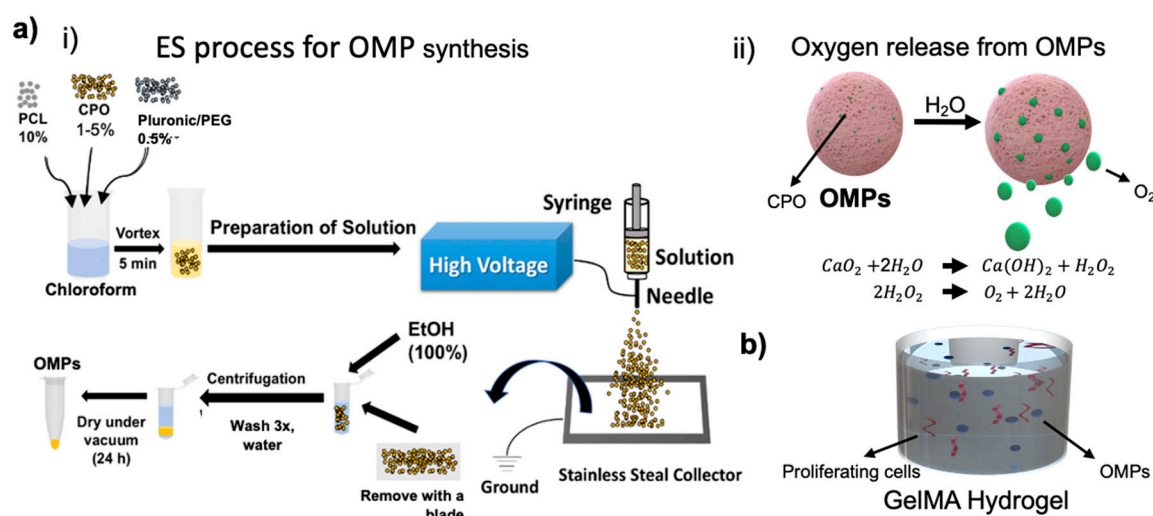 a)
i)
ES process for OMP synthesis
PCL
10%
CPO
1-5%
Pluronic/PEG
0.5%
Vortex
5 min
Chloroform
Preparation of Solution
High Voltage
Syringe
Solution
Needle
EtOH
(100%)
OMPs
Centrifugation
Wash 3x,
water
Dry under
vacuum
(24 h)
Remove with a
blade
Ground
Stainless Steal Collector
ii)
Oxygen release from OMPs
H₂O
CPO
OMPs
O₂
CaO₂ +2H₂O → Ca(OH)₂ + H₂O₂
2H₂O₂ → O₂ + 2H₂O
b)
Proliferating cells
OMPs
GelMA Hydrogel